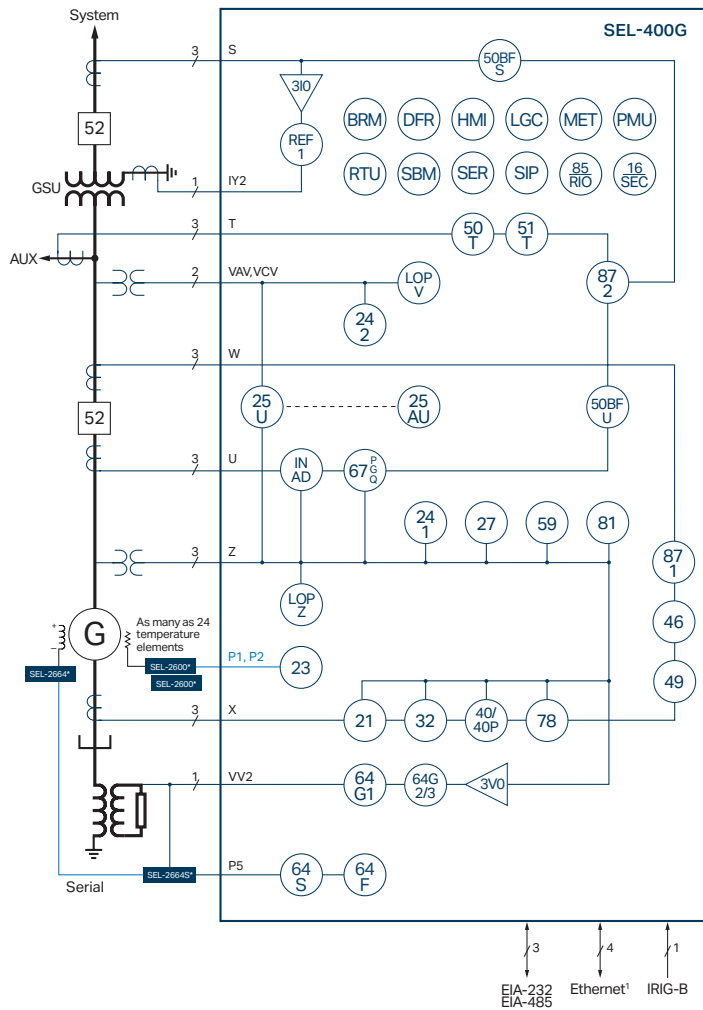 System
SEL-400G
3 S
50BF
S
3I0
52
BRM DFR HMI LGC MET PMU
REF
1
RTU SBM SER SIP 85
RIO 16
SEC
GSU
1 IY2
3 T
50
T
51
T
AUX
2 VAV,VCV
LOP
V
87
2
24
2
3 W
52
25
U
25
AU
50BF
U
3 U
IN
AD
67 P
G
Q
24
1
27 59 81
3 Z
87
1
LOP
Z
46
+
–
G
As many as 24
temperature
elements
P1, P2
23
SEL-2664*
SEL-2600*
SEL-2600*
49
3 X
21 32 40/
40P 78
1 VV2
64
G1
64G
2/3
3V0
SEL-2664S*
P5
64
S
64
F
Serial
3 4 1
EIA-232
EIA-485
Ethernet¹
IRIG-B